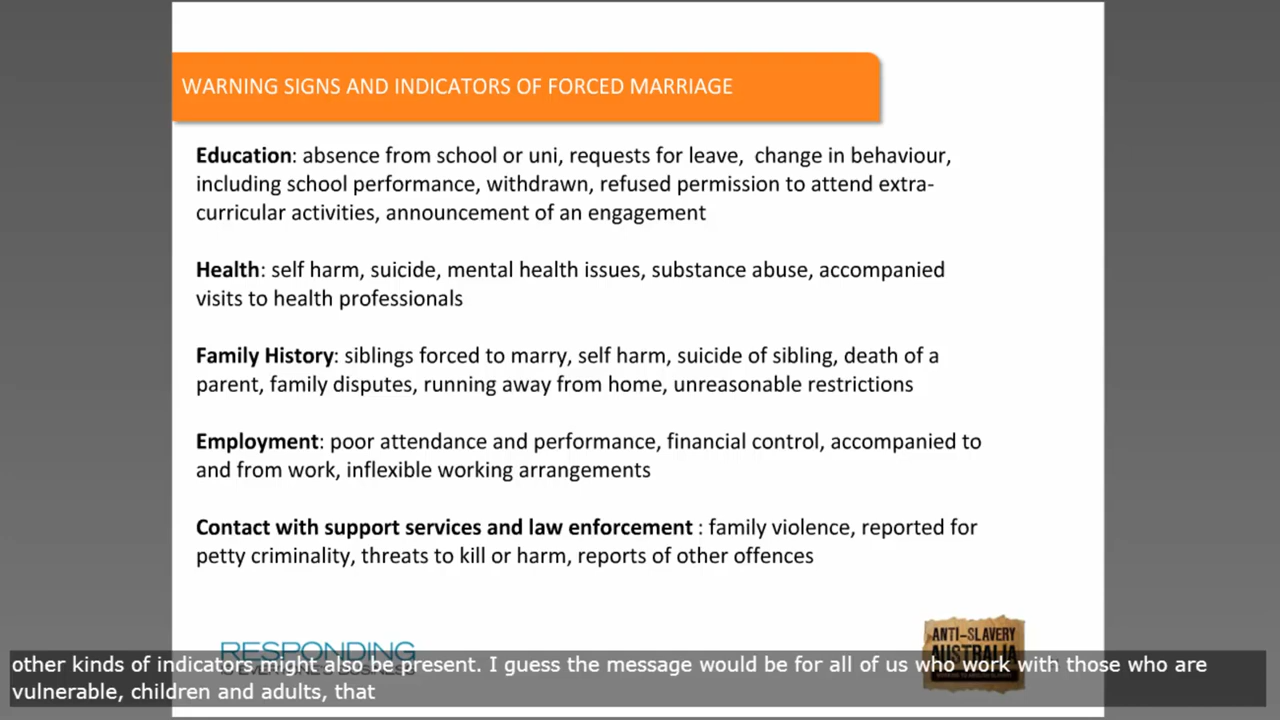 WARNING SIGNS AND INDICATORS OF FORCED MARRIAGE
Education: absence from school or uni, requests for leave,  change in behaviour,
including school performance, withdrawn, refused permission to attend extra-
curricular activities, announcement of an engagement
Health: self harm, suicide, mental health issues, substance abuse, accompanied
visits to health professionals
Family History: siblings forced to marry, self harm, suicide of sibling, death of a
parent, family disputes, running away from home, unreasonable restrictions
Employment: poor attendance and performance, financial control, accompanied to
and from work, inflexible working arrangements
Contact with support services and law enforcement : family violence, reported for
petty criminality, threats to kill or harm, reports of other offences
RESPONDING
ANTI-SLAVERY
AUSTRALIA
other kinds of indicators might also be present. I guess the message would be for all of us who work with those who are
vulnerable, children and adults, that